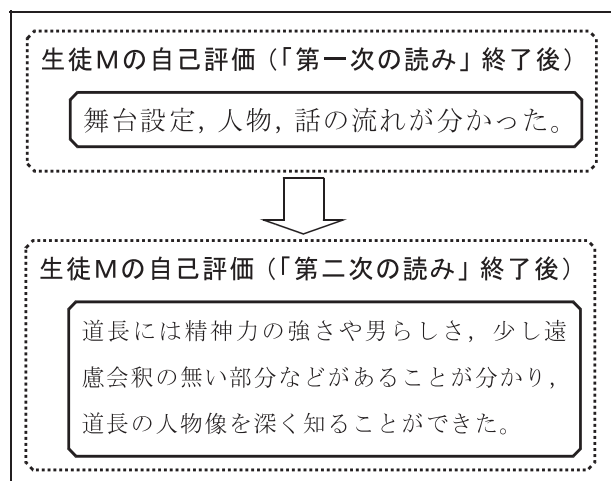 生徒Mの自己評価(「第一次の読み」終了後)
舞台設定,人物,話の流れが分かった。
生徒Mの自己評価(「第二次の読み」終了後)
道長には精神力の強さや男らしさ,少し遠
慮会釈の無い部分などがあることが分かり,
道長の人物像を深く知ることができた。